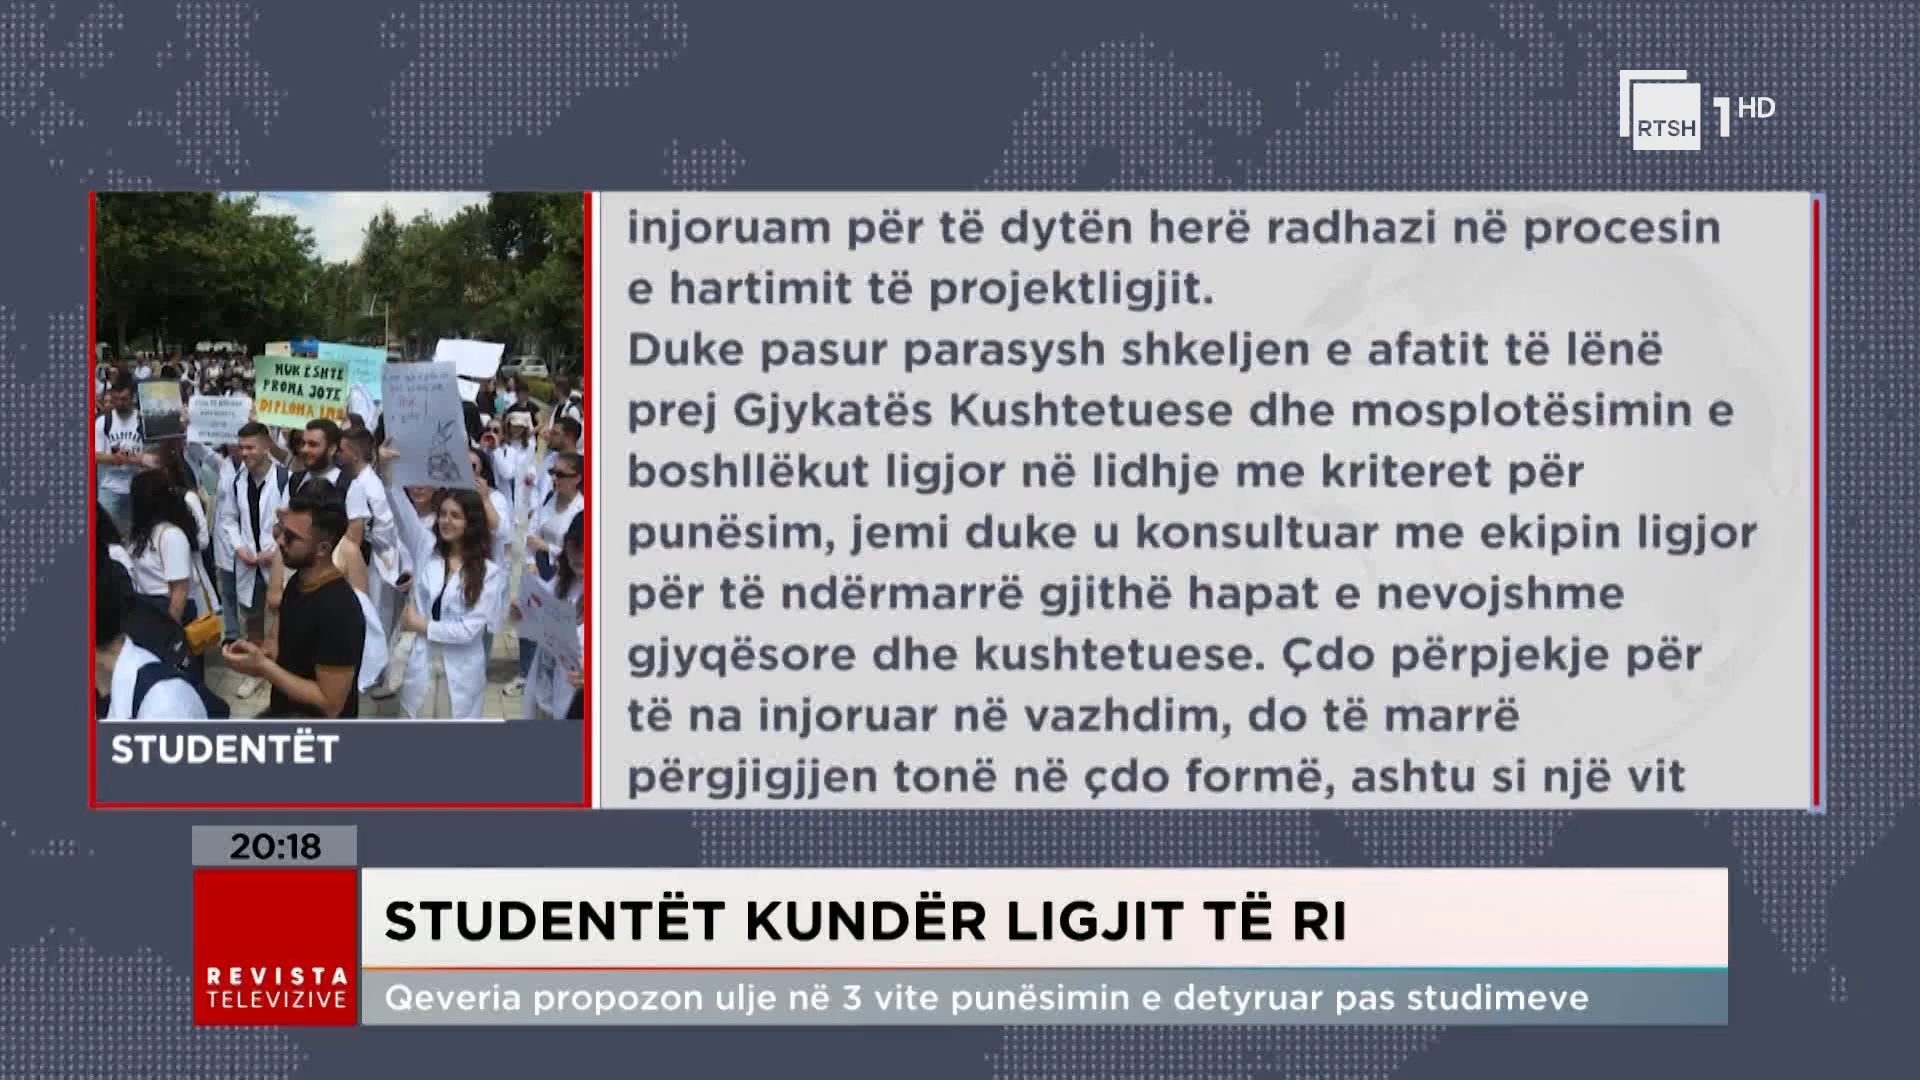 RTSH 1 HD
injoruam për të dytën herë radhazi në procesin
e hartimit të projektligjit.
Duke pasur parasysh shkeljen e afatit të lënë
prej Gjykatës Kushtetuese dhe mosplotësimin e
boshllëkut ligjor në lidhje me kriteret për
punësim, jemi duke u konsultuar me ekipin ligjor
për të ndërmarrë gjithë hapat e nevojshme
gjyqësore dhe kushtetuese. Çdo përpjekje për
të na injoruar në vazhdim, do të marrë
përgjigjjen tonë në çdo formë, ashtu si një vit
NUK ËSHTË
PRONA JOTE
DIPLOMA IME
STUDENTËT
20:18
STUDENTËT KUNDËR LIGJIT TË RI
REVISTA
TELEVIZIVE
Qeveria propozon ulje në 3 vite punësimin e detyruar pas studimeve